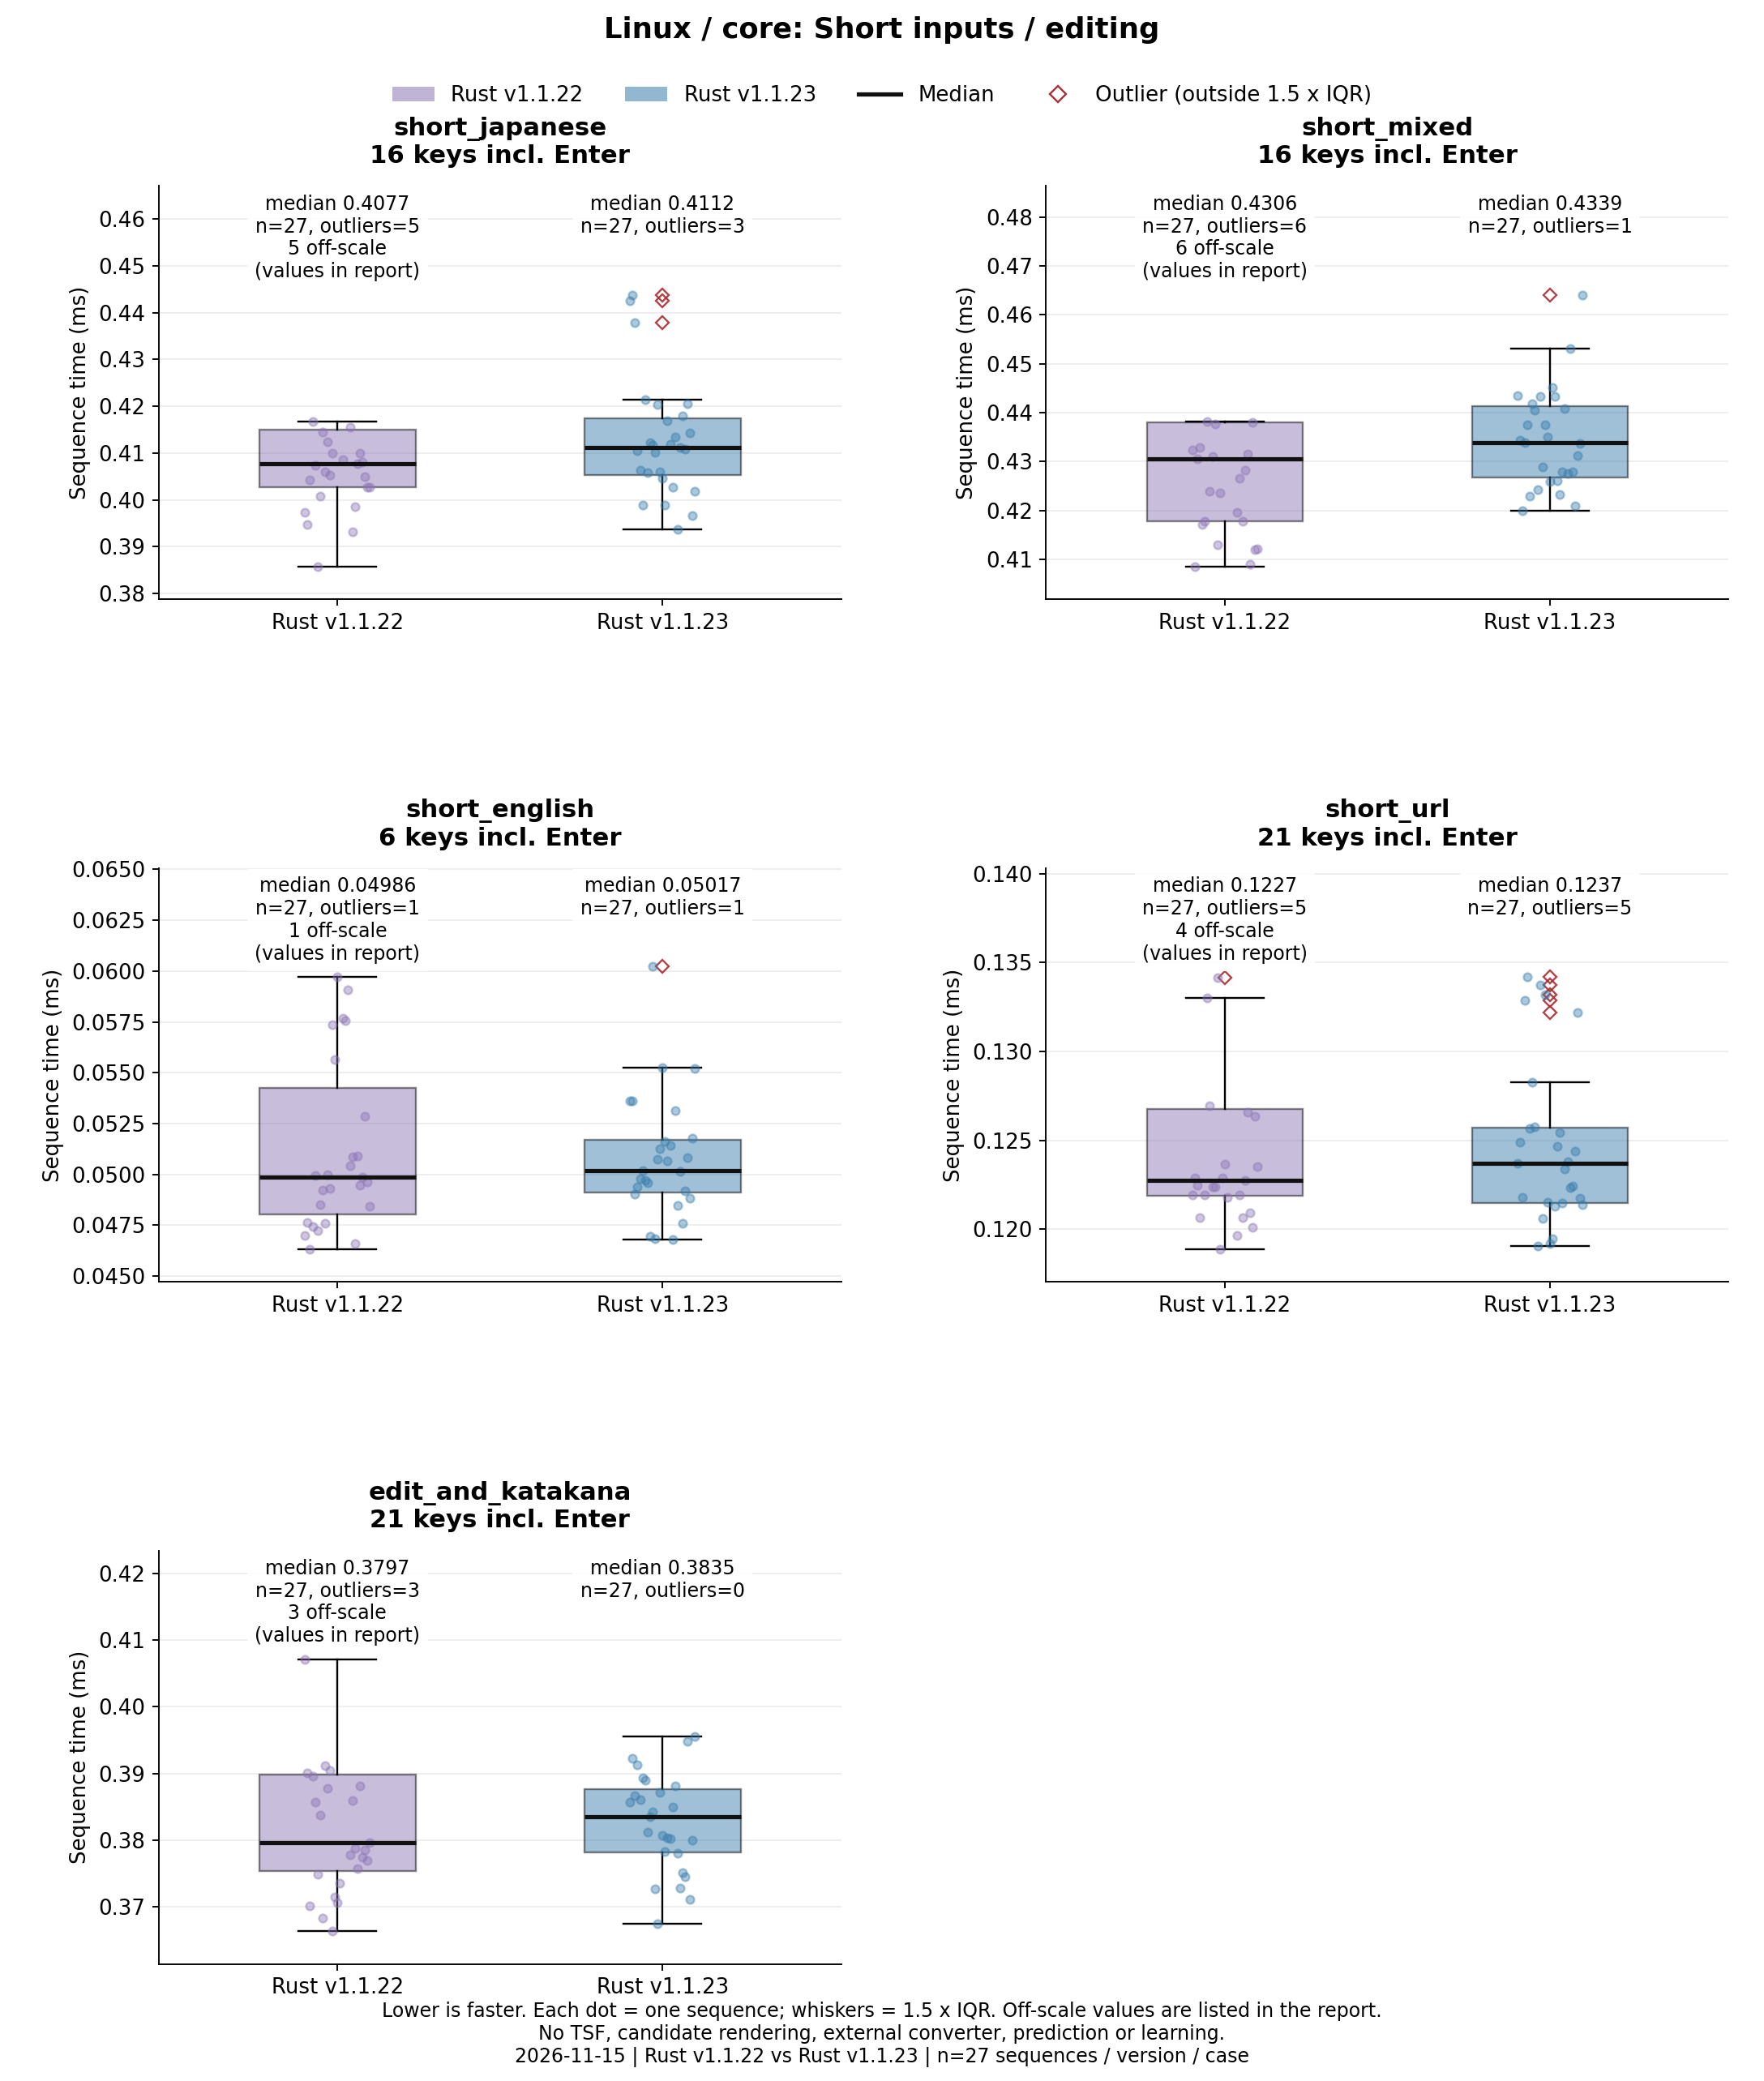 Linux / core: Short inputs / editing
Rust v1.1.22
Rust v1.1.23
Median
Outlier (outside 1.5 x IQR)
short_japanese
16 keys incl. Enter
median 0.4077
n=27, outliers=5
5 off-scale
(values in report)
median 0.4112
n=27, outliers=3
Sequence time (ms)
0.46
0.45
0.44
0.43
0.42
0.41
0.40
0.39
0.38
Rust v1.1.22
Rust v1.1.23
short_mixed
16 keys incl. Enter
median 0.4306
n=27, outliers=6
6 off-scale
(values in report)
median 0.4339
n=27, outliers=1
Sequence time (ms)
0.48
0.47
0.46
0.45
0.44
0.43
0.42
0.41
Rust v1.1.22
Rust v1.1.23
short_english
6 keys incl. Enter
median 0.04986
n=27, outliers=1
1 off-scale
(values in report)
median 0.05017
n=27, outliers=1
Sequence time (ms)
0.0650
0.0625
0.0600
0.0575
0.0550
0.0525
0.0500
0.0475
0.0450
Rust v1.1.22
Rust v1.1.23
short_url
21 keys incl. Enter
median 0.1227
n=27, outliers=5
4 off-scale
(values in report)
median 0.1237
n=27, outliers=5
Sequence time (ms)
0.140
0.135
0.130
0.125
0.120
Rust v1.1.22
Rust v1.1.23
edit_and_katakana
21 keys incl. Enter
median 0.3797
n=27, outliers=3
3 off-scale
(values in report)
median 0.3835
n=27, outliers=0
Sequence time (ms)
0.42
0.41
0.40
0.39
0.38
0.37
Rust v1.1.22
Rust v1.1.23
Lower is faster. Each dot = one sequence; whiskers = 1.5 x IQR. Off-scale values are listed in the report.
No TSF, candidate rendering, external converter, prediction or learning.
2026-11-15 | Rust v1.1.22 vs Rust v1.1.23 | n=27 sequences / version / case